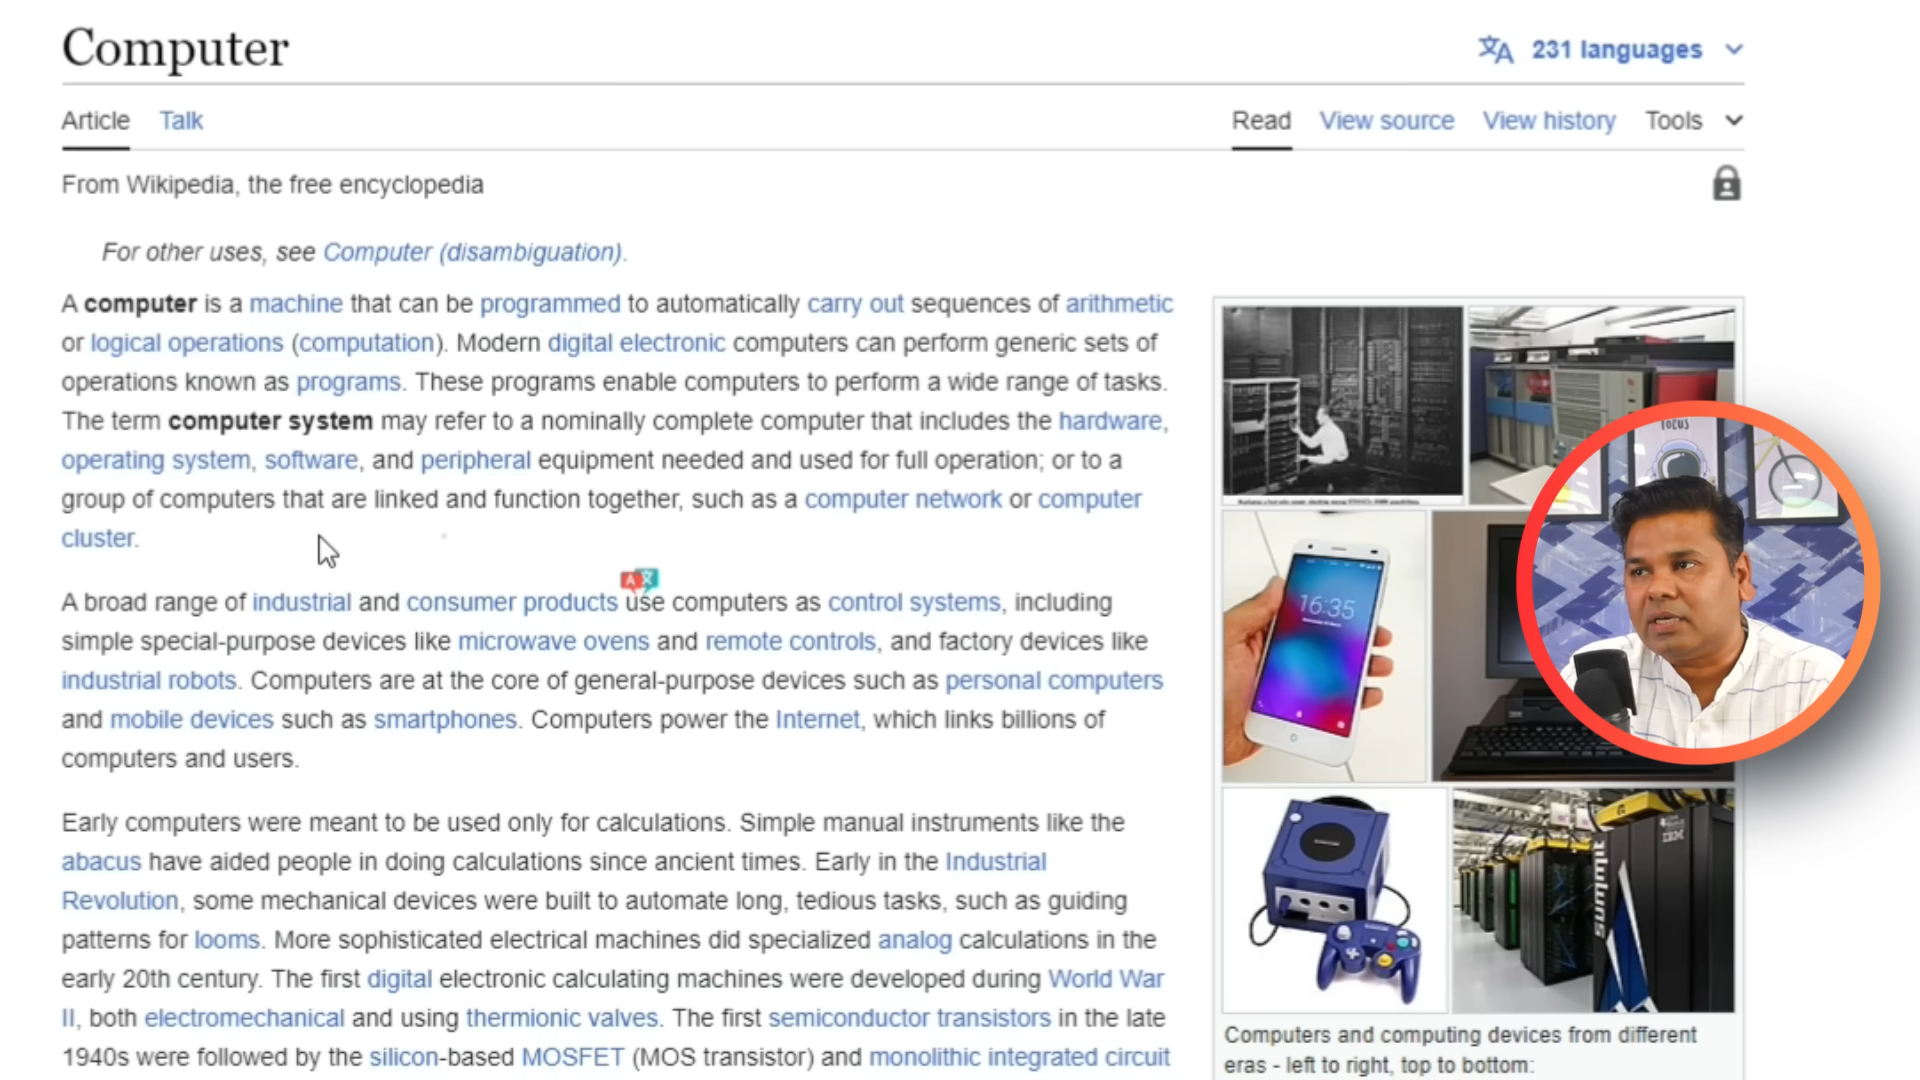 Computer
231 languages
Article Talk
Read View source View history Tools
From Wikipedia, the free encyclopedia
For other uses, see Computer (disambiguation).
A computer is a machine that can be programmed to automatically carry out sequences of arithmetic
or logical operations (computation). Modern digital electronic computers can perform generic sets of
operations known as programs. These programs enable computers to perform a wide range of tasks.
The term computer system may refer to a nominally complete computer that includes the hardware,
operating system, software, and peripheral equipment needed and used for full operation; or to a
group of computers that are linked and function together, such as a computer network or computer
cluster.
A broad range of industrial and consumer products use computers as control systems, including
simple special-purpose devices like microwave ovens and remote controls, and factory devices like
industrial robots. Computers are at the core of general-purpose devices such as personal computers
and mobile devices such as smartphones. Computers power the Internet, which links billions of
computers and users.
Early computers were meant to be used only for calculations. Simple manual instruments like the
abacus have aided people in doing calculations since ancient times. Early in the Industrial
Revolution, some mechanical devices were built to automate long, tedious tasks, such as guiding
patterns for looms. More sophisticated electrical machines did specialized analog calculations in the
early 20th century. The first digital electronic calculating machines were developed during World War
II, both electromechanical and using thermionic valves. The first semiconductor transistors in the late
1940s were followed by the silicon-based MOSFET (MOS transistor) and monolithic integrated circuit
16:35
FOCUS
IBM
Computers and computing devices from different
eras - left to right, top to bottom: